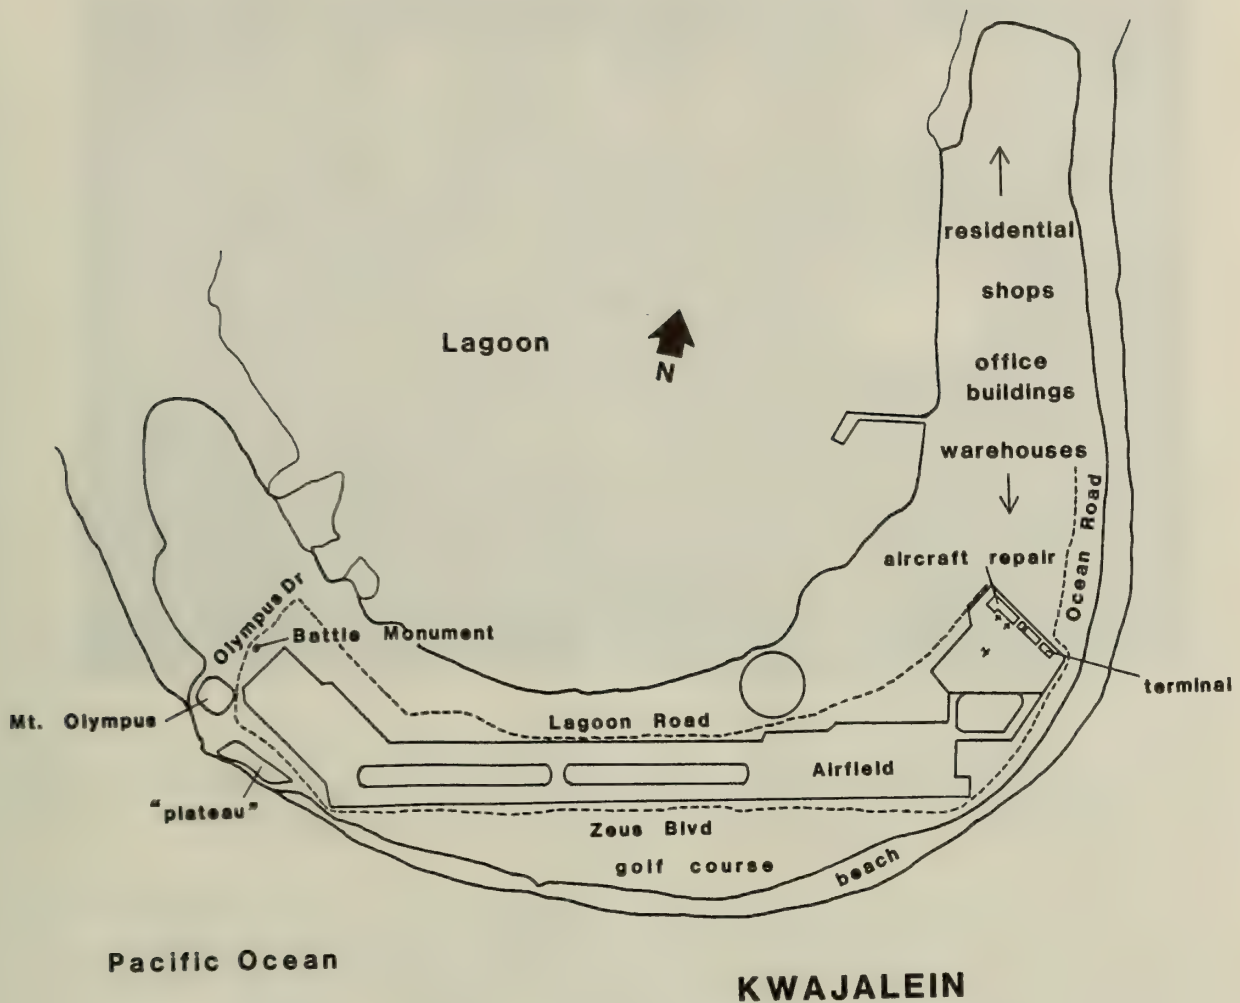 residential
shops
Lagoon
N
office
buildings
warehouses
Ocean Road
aircraft repair
Olympus Dr
Battle Monument
terminal
Mt. Olympus
Lagoon Road
Airfield
"plateau"
Zeus Blvd
golf course
beach
Pacific Ocean
KWAJALEIN